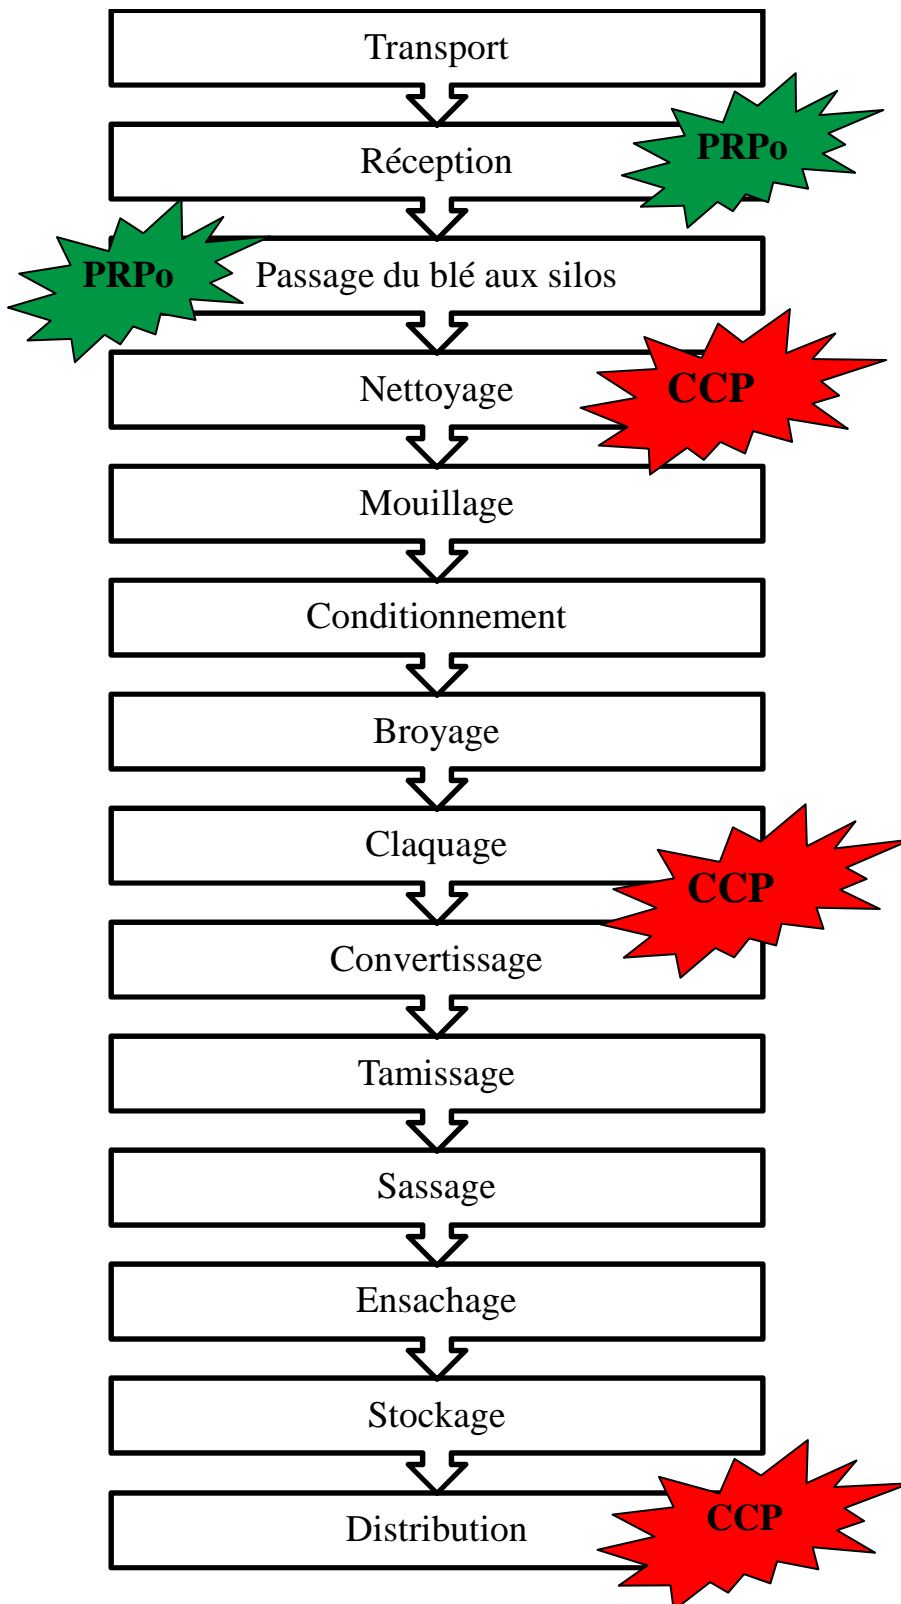 Transport
Réception
PRPo
PRPo
Passage du blé aux silos
Nettoyage
CCP
Mouillage
Conditionnement
Broyage
Claquage
CCP
Convertissage
Tamissage
Sassage
Ensachage
Stockage
Distribution
CCP